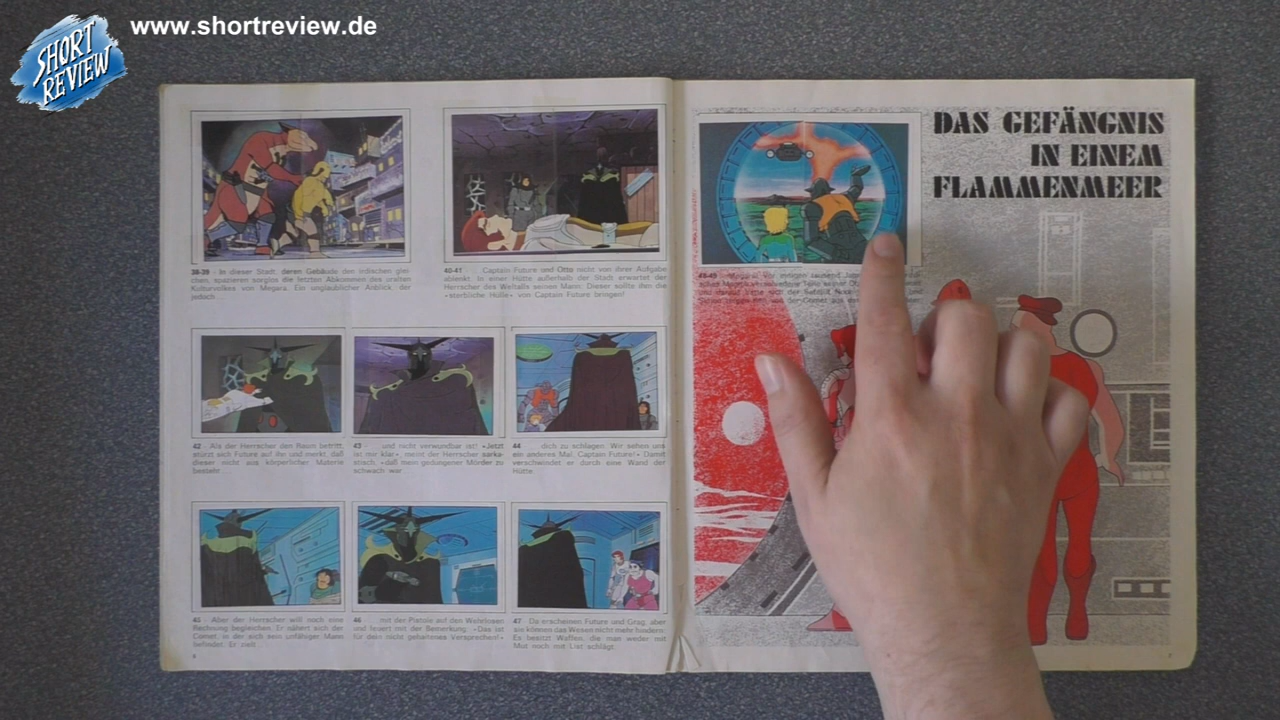 www.shortreview.de
SHORT
REVIEW
38-39 · In dieser Stadt, deren Gebäude den irdischen glei-
chen, spazieren sorglos die letzten Abkommen des uralten
Kulturvolkes von Megara. Ein unglaublicher Anblick, der
jedoch
40-41 Captain Future und Otto nicht von ihrer Aufgabe
ablenkt. In einer Hütte außerhalb der Stadt erwartet der
Herrscher des Weltalls seinen Mann: Dieser sollte ihm die
»sterbliche Hülle« von Captain Future bringen!
42 · Als der Herrscher den Raum betritt,
stürzt sich Future auf ihn und merkt, daß
dieser nicht aus körperlicher Materie
besteht
43 und nicht verwundbar ist! »Jetzt
ist mir klar«, meint der Herrscher sarka-
stisch, »daß mein gedungener Mörder zu
schwach war
44 dich zu schlagen. Wir sehen uns
ein anderes Mal, Captain Future!« Damit
verschwindet er durch eine Wand der
Hütte.
45 · Aber der Herrscher will noch eine
Rechnung begleichen. Er nähert sich der
Comet, in der sich sein unfähiger Mann
befindet. Er zielt
46 mit der Pistole auf den Wehrlosen
und feuert mit der Bemerkung: »Das ist
für dein nicht gehaltenes Versprechen!«
47 · Da erscheinen Future und Grag, aber
sie können das Wesen nicht mehr hindern:
Es besitzt Waffen, die man weder mit
Mut noch mit List schlägt.
DAS GEFÄNGNIS
IN EINEM
FLAMMENMEER
48-49